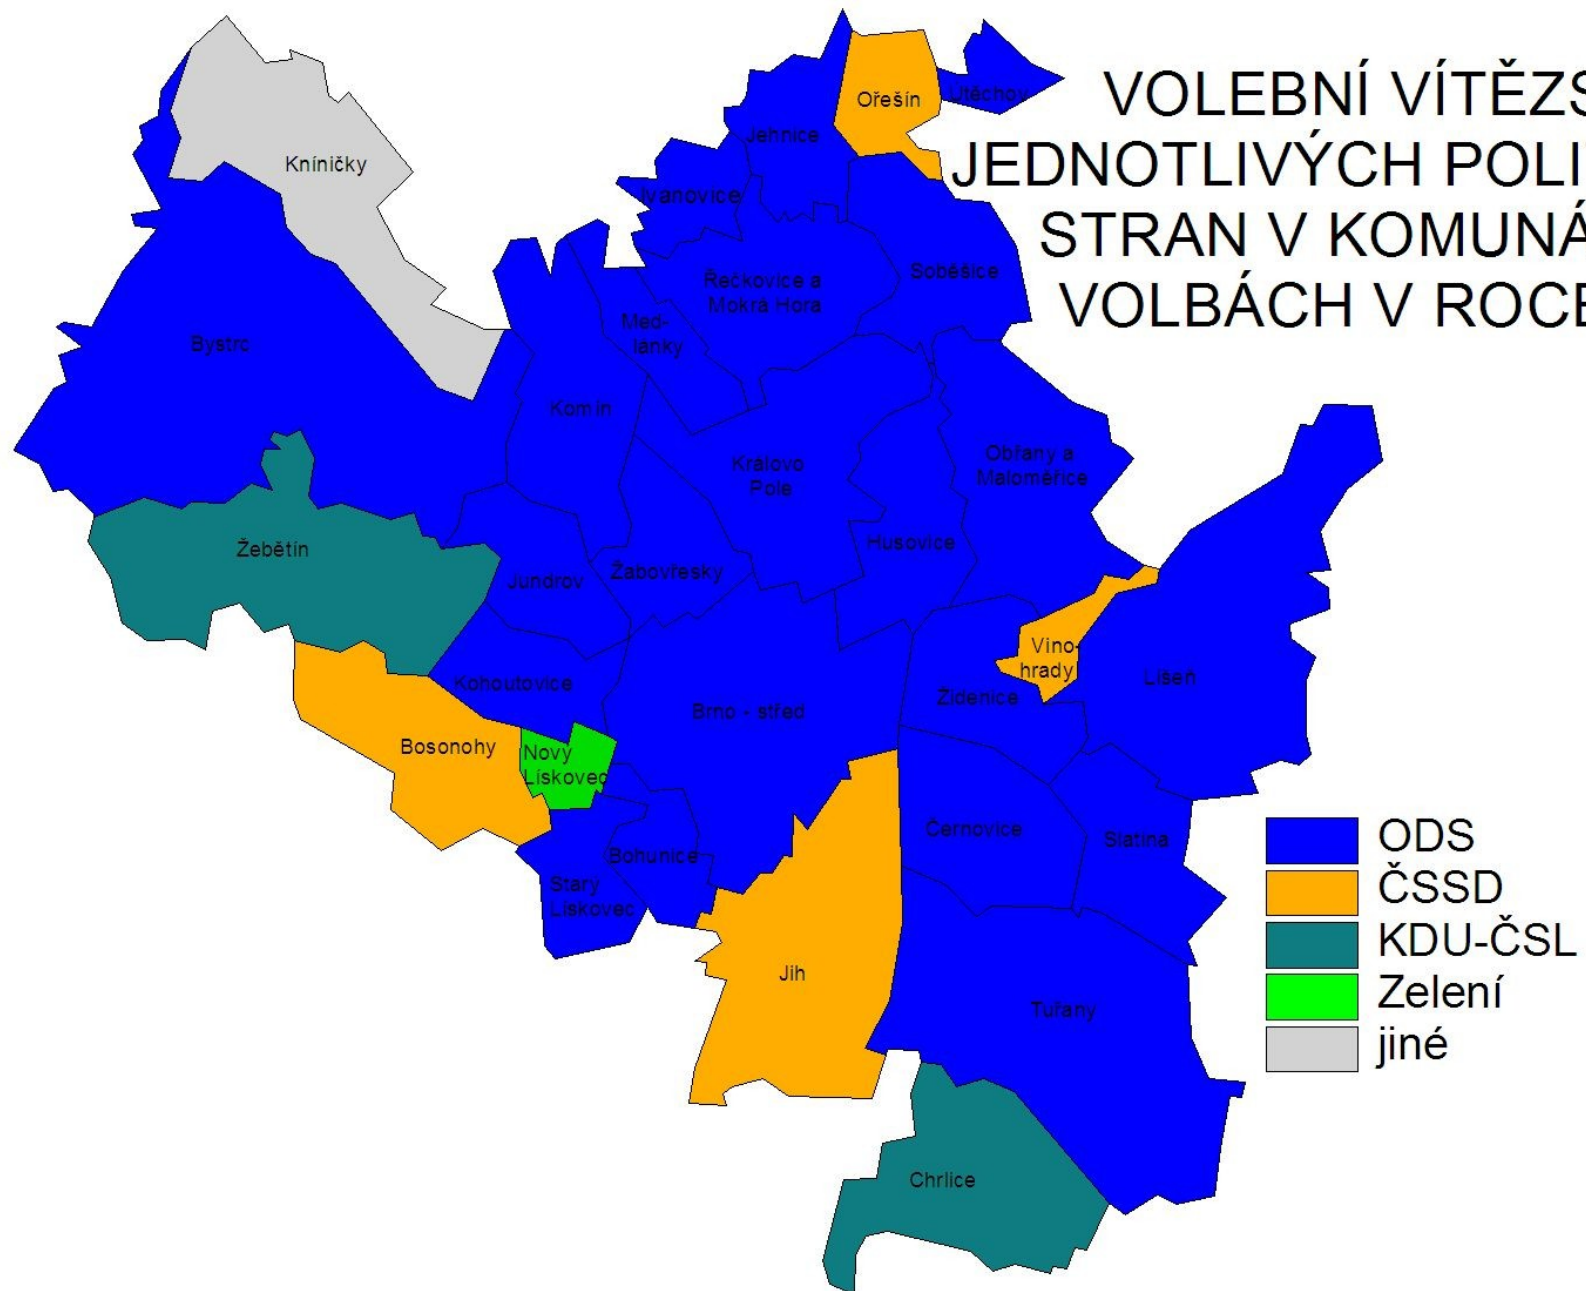 VOLEBNÍ VÍTĚZS
JEDNOTLIVÝCH POLI
STRAN V KOMUNÁ
VOLBÁCH V ROCE
Ořešín
Útěchov
Jehnice
Kníničky
Ivanovice
Soběšice
Řečkovice a
Mokrá Hora
Med-
lánky
Bystrc
Komín
Královo
Pole
Obřany a
Maloměřice
Husovice
Žebětín
Jundrov
Žabovřesky
Vino-
hrady
Líšeň
Kohoutovice
Židenice
Brno - střed
Bosonohy
Nový
Lískovec
Černovice
Slatina
Bohunice
Starý
Lískovec
Jih
Tuřany
Chrlice
ODS
ČSSD
KDU-ČSL
Zelení
jiné